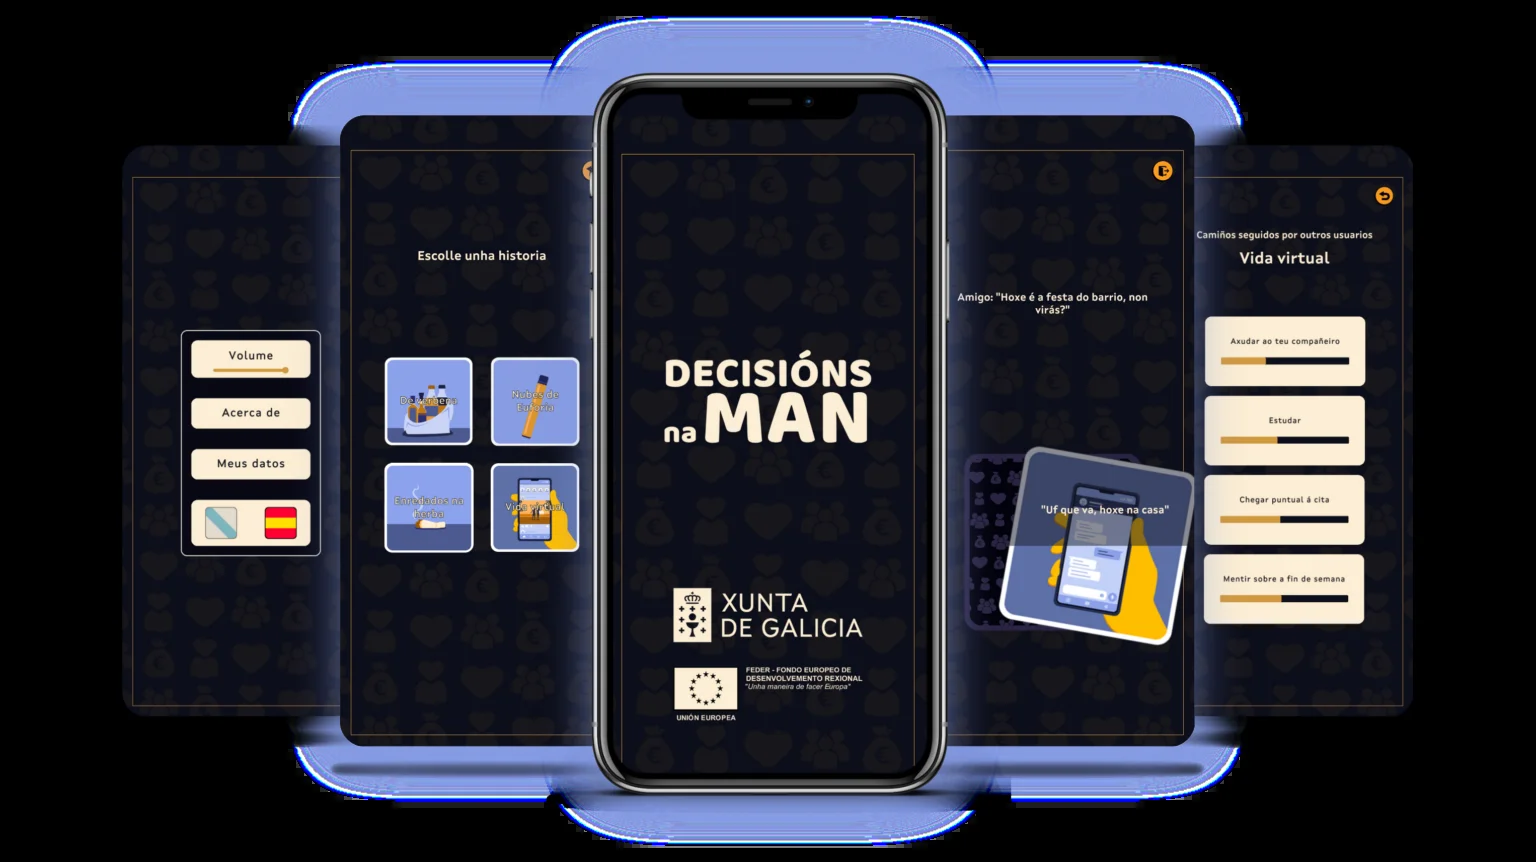 Volume
Acerca de
Meus datos
Escolle unha historia
De verbena
Nubes de
Euforia
Enredados na
herba
Vida virtual
DECISIÓNS
na MAN
XUNTA
DE GALICIA
FEDER - FONDO EUROPEO DE
DESENVOLVEMENTO REXIONAL
"Unha maneira de facer Europa"
UNIÓN EUROPEA
Amigo: "Hoxe é a festa do barrio, non
virás?"
"Uf que va, hoxe na casa"
Camiños seguidos por outros usuarios
Vida virtual
Axudar ao teu compañeiro
Estudar
Chegar puntual á cita
Mentir sobre a fin de semana